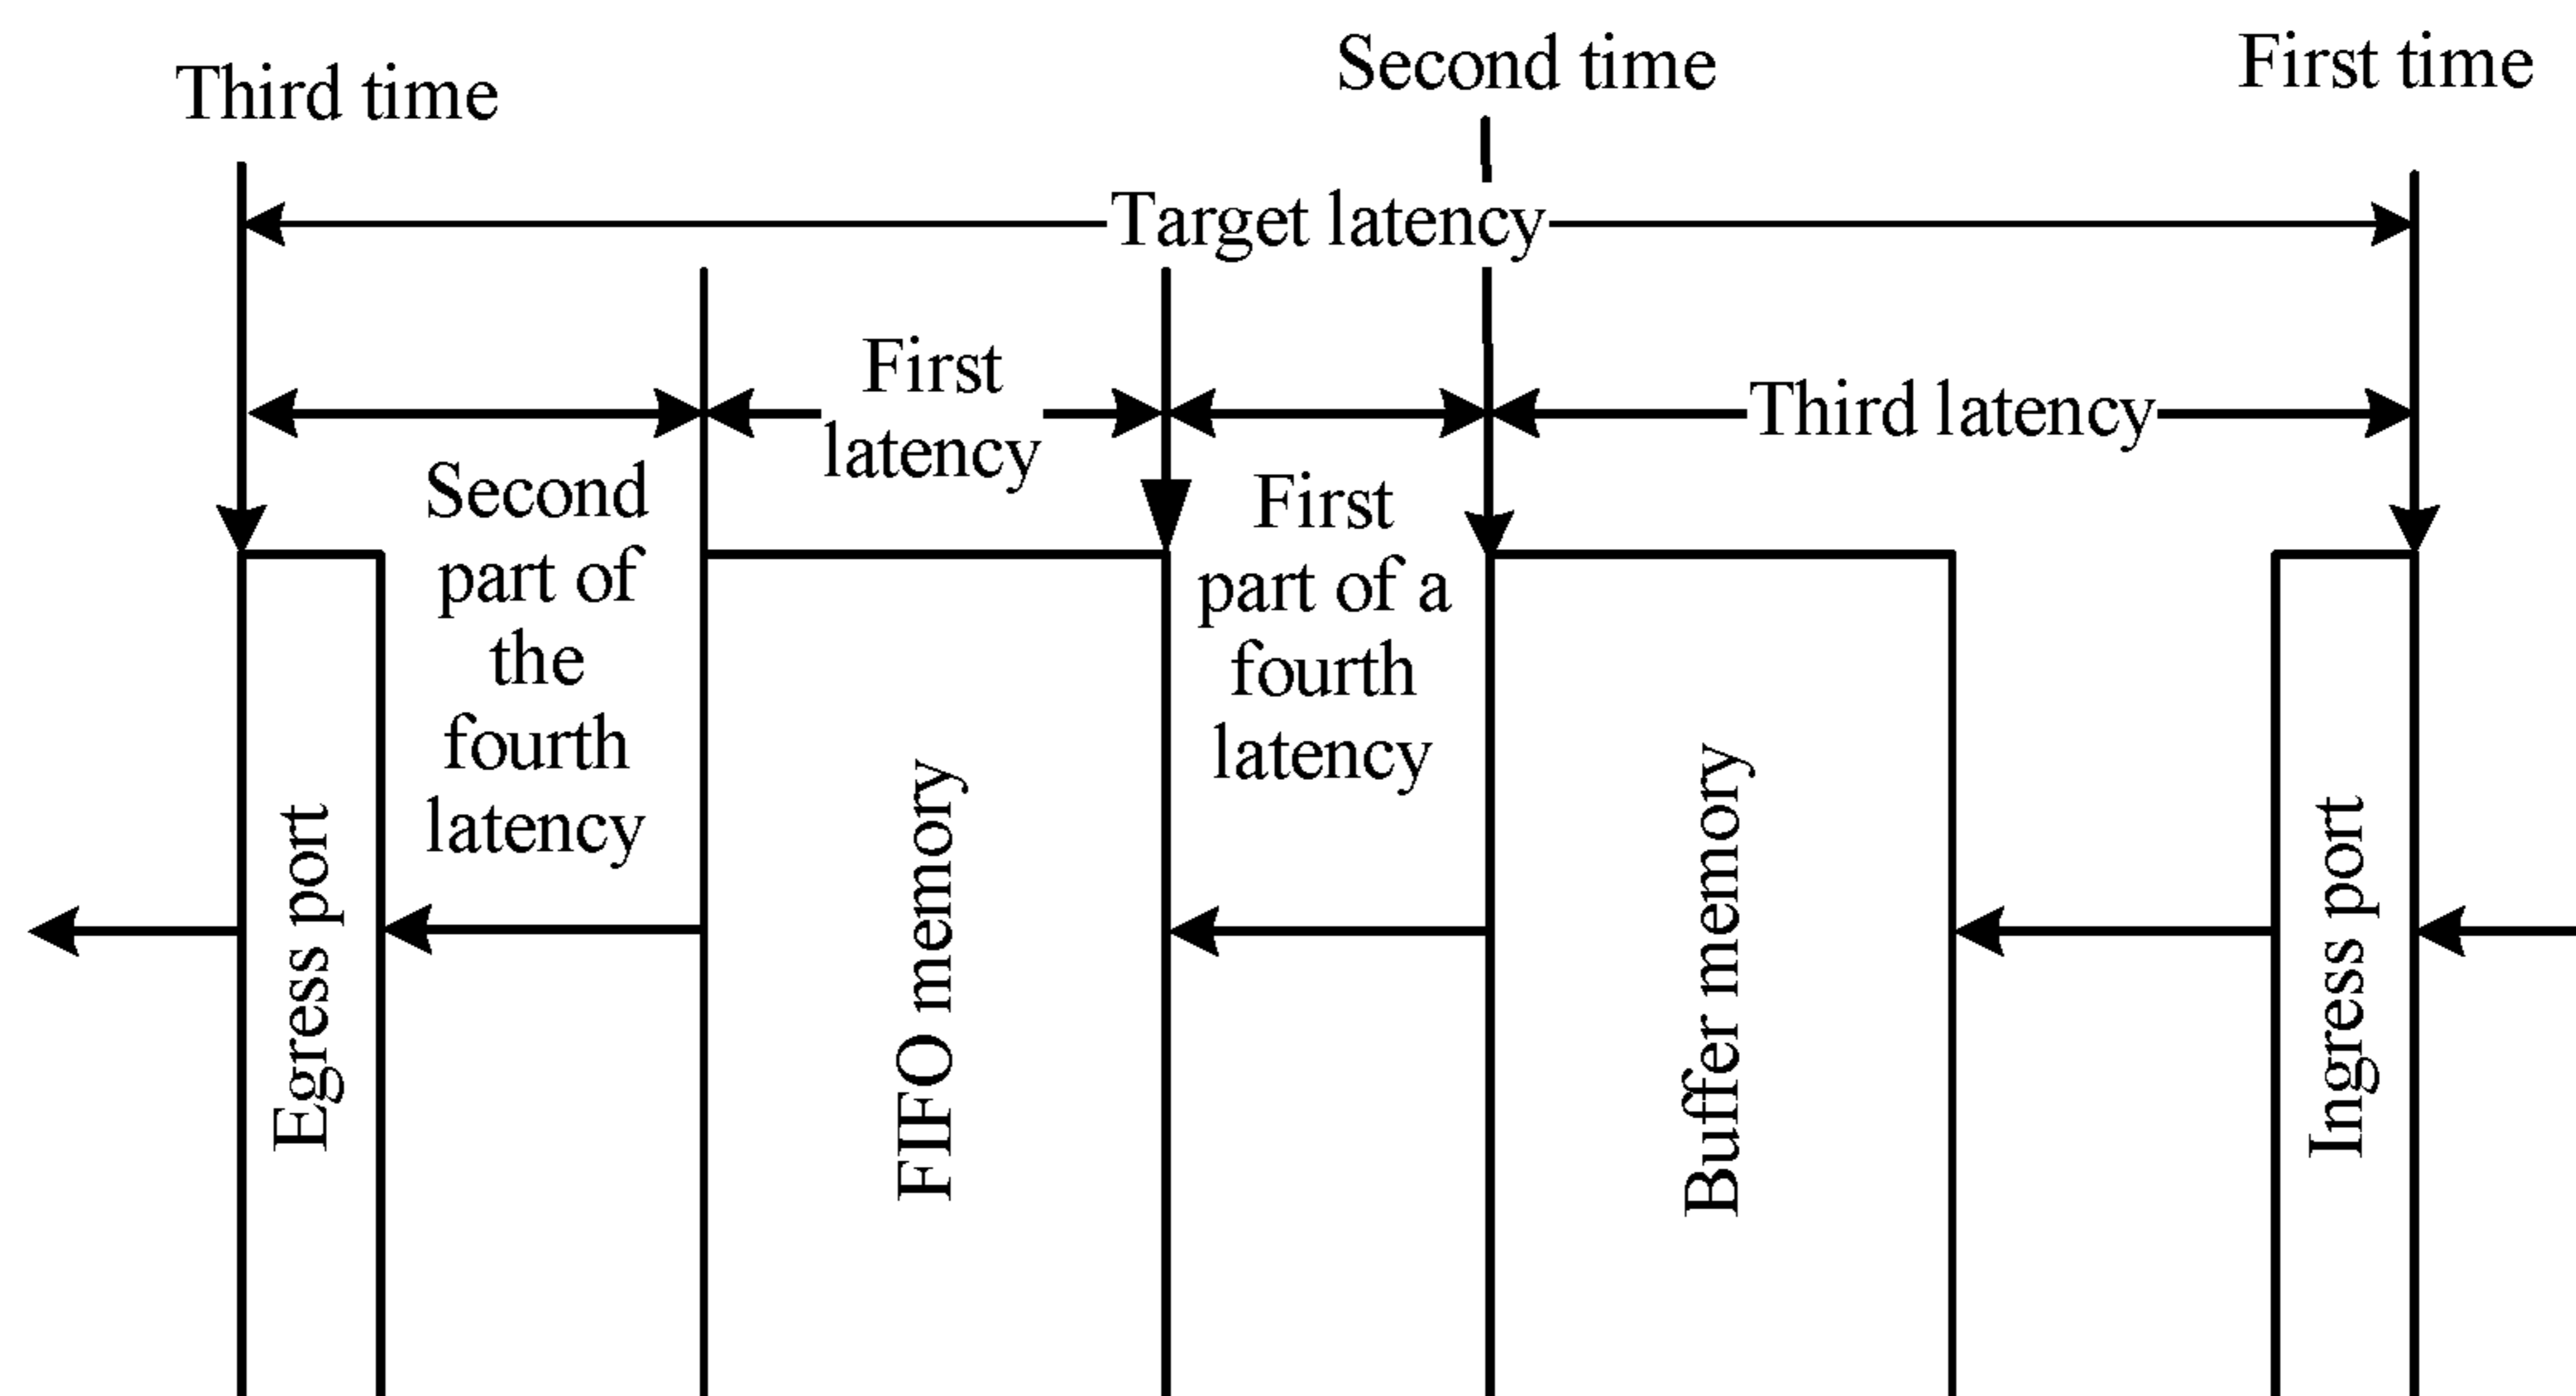 Third time
Second time
First time
Target latency
First
latency
Third latency
Second
part of
the
fourth
latency
First
part of a
fourth
latency
Egress port
FIFO memory
Buffer memory
Ingress port